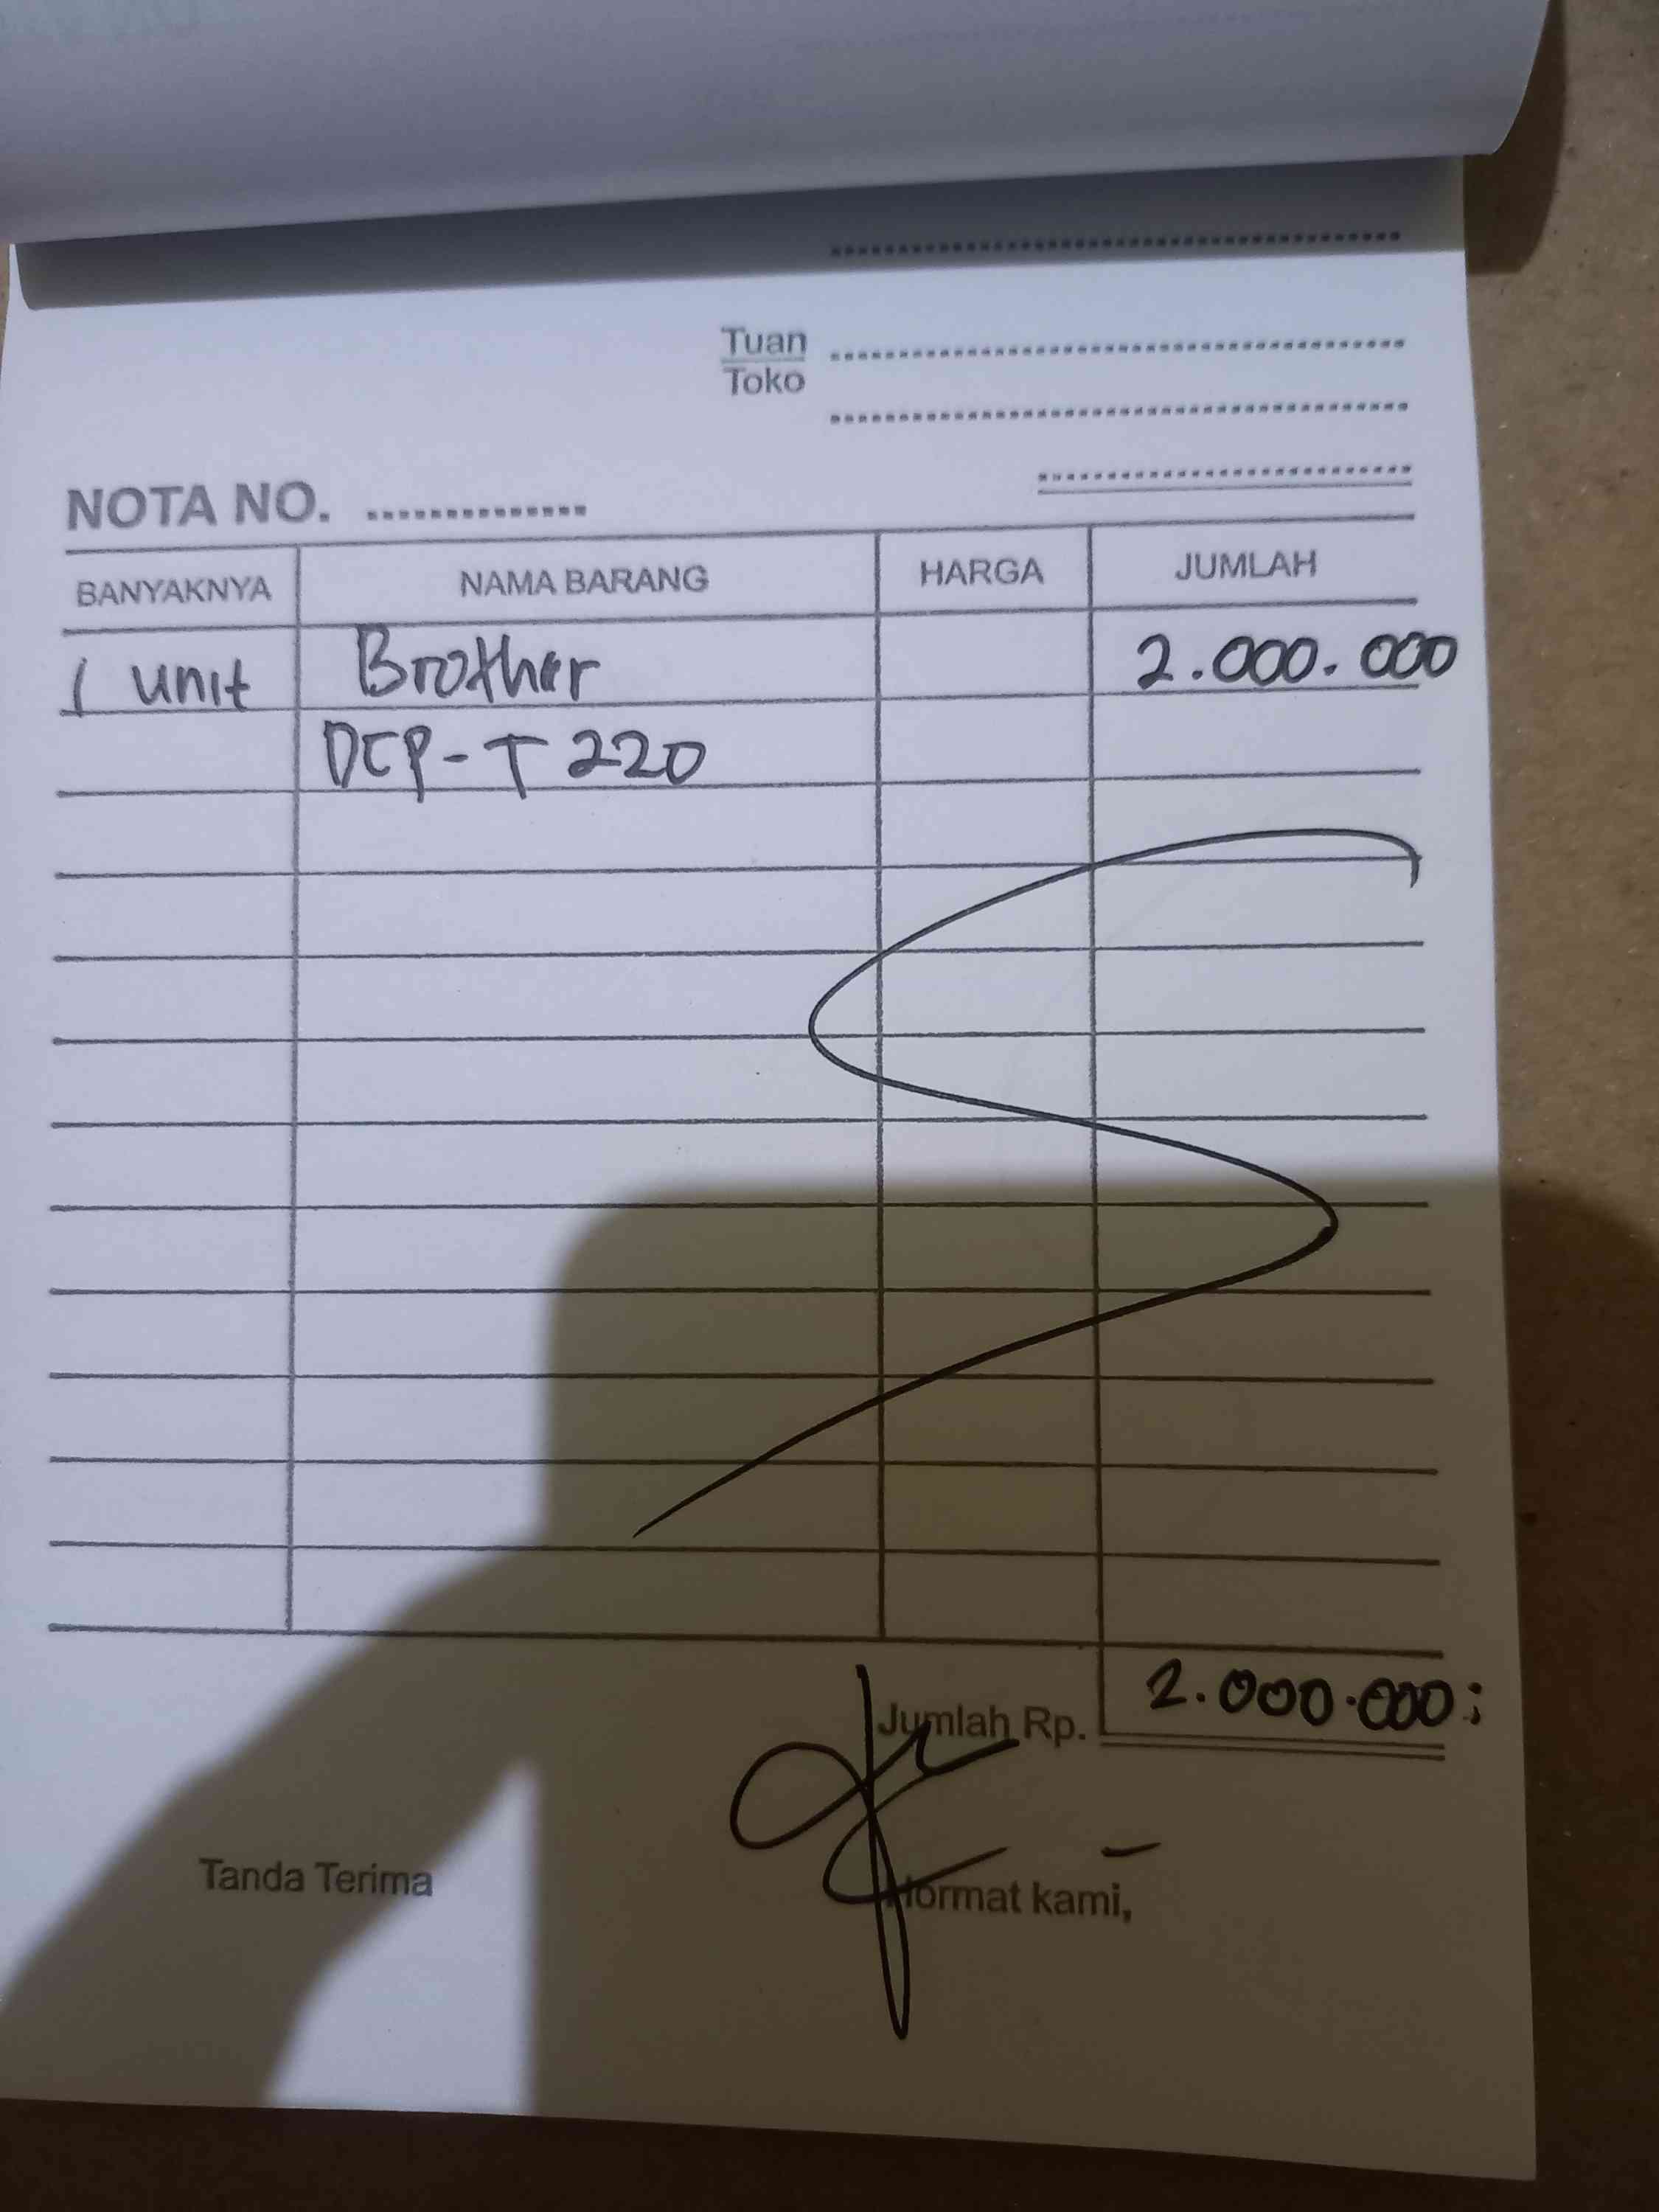 Tuan
Toko
NOTA NO. ..............
BANYAKNYA NAMA BARANG HARGA JUMLAH
1 unit Brother 2.000.000
DCP-T 220
Jumlah Rp. 2.000.000;
Tanda Terima Hormat kami,